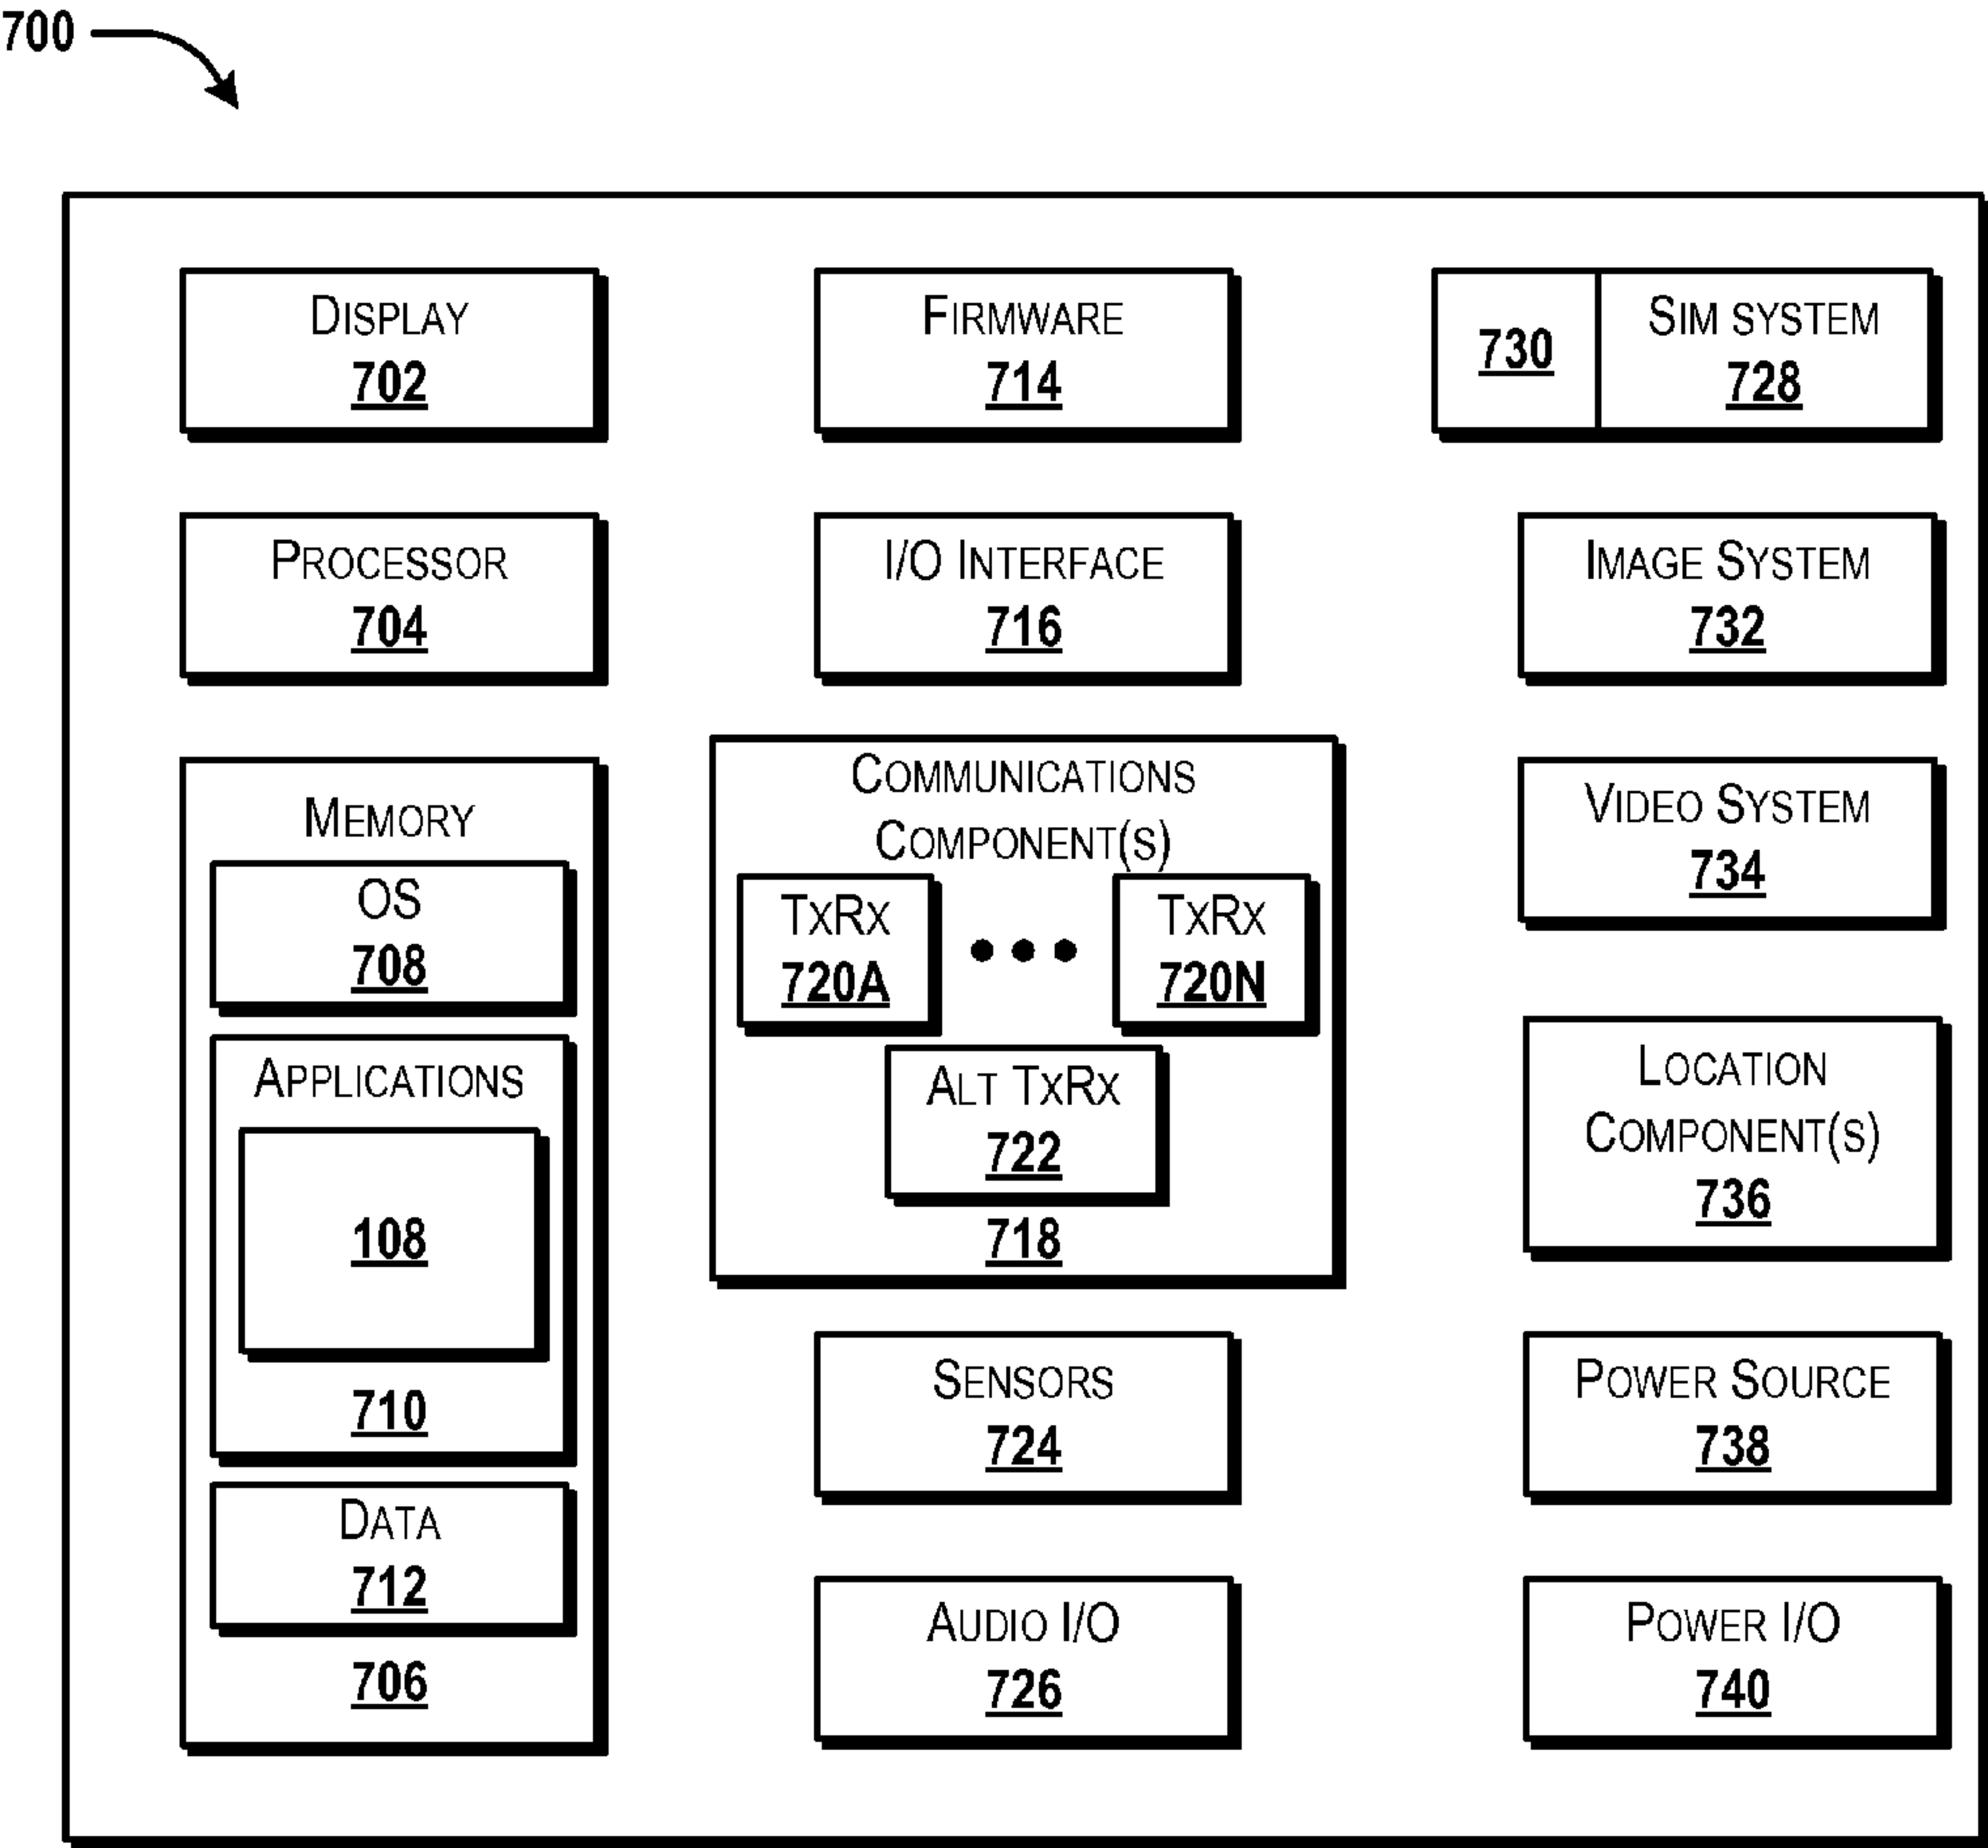 700
DISPLAY
702
PROCESSOR
704
MEMORY
OS
708
APPLICATIONS
108
710
DATA
712
706
FIRMWARE
714
I/O INTERFACE
716
COMMUNICATIONS
COMPONENT(S)
TXRX
720A
TXRX
720N
ALT TXRX
722
718
SENSORS
724
AUDIO I/O
726
730
SIM SYSTEM
728
IMAGE SYSTEM
732
VIDEO SYSTEM
734
LOCATION
COMPONENT(S)
736
POWER SOURCE
738
POWER I/O
740